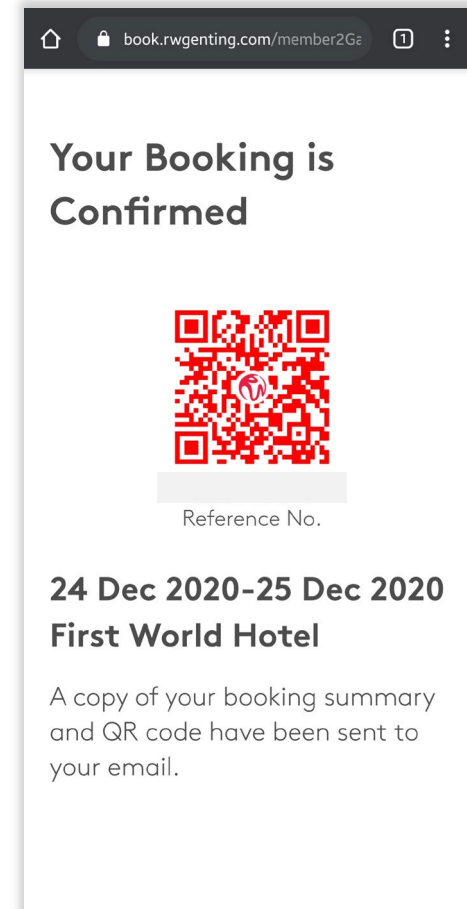 book.rwgenting.com/member2Ga
1
Your Booking is
Confirmed
Reference No.
24 Dec 2020-25 Dec 2020
First World Hotel
A copy of your booking summary
and QR code have been sent to
your email.